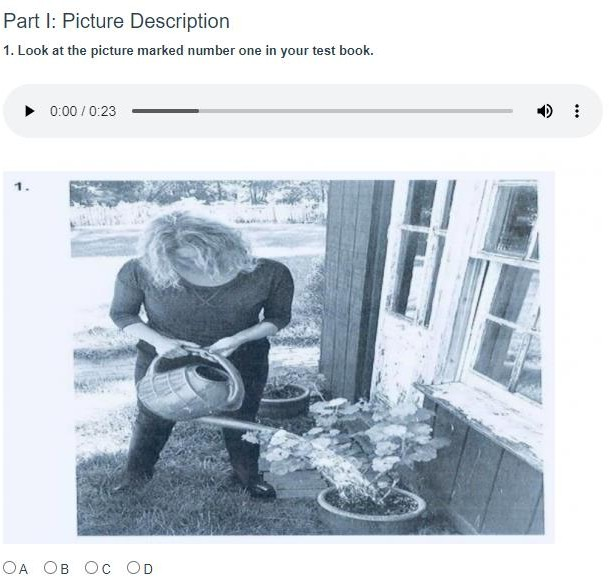 Part I: Picture Description
1. Look at the picture marked number one in your test book.
0:00 / 0:23
1.
A B C D